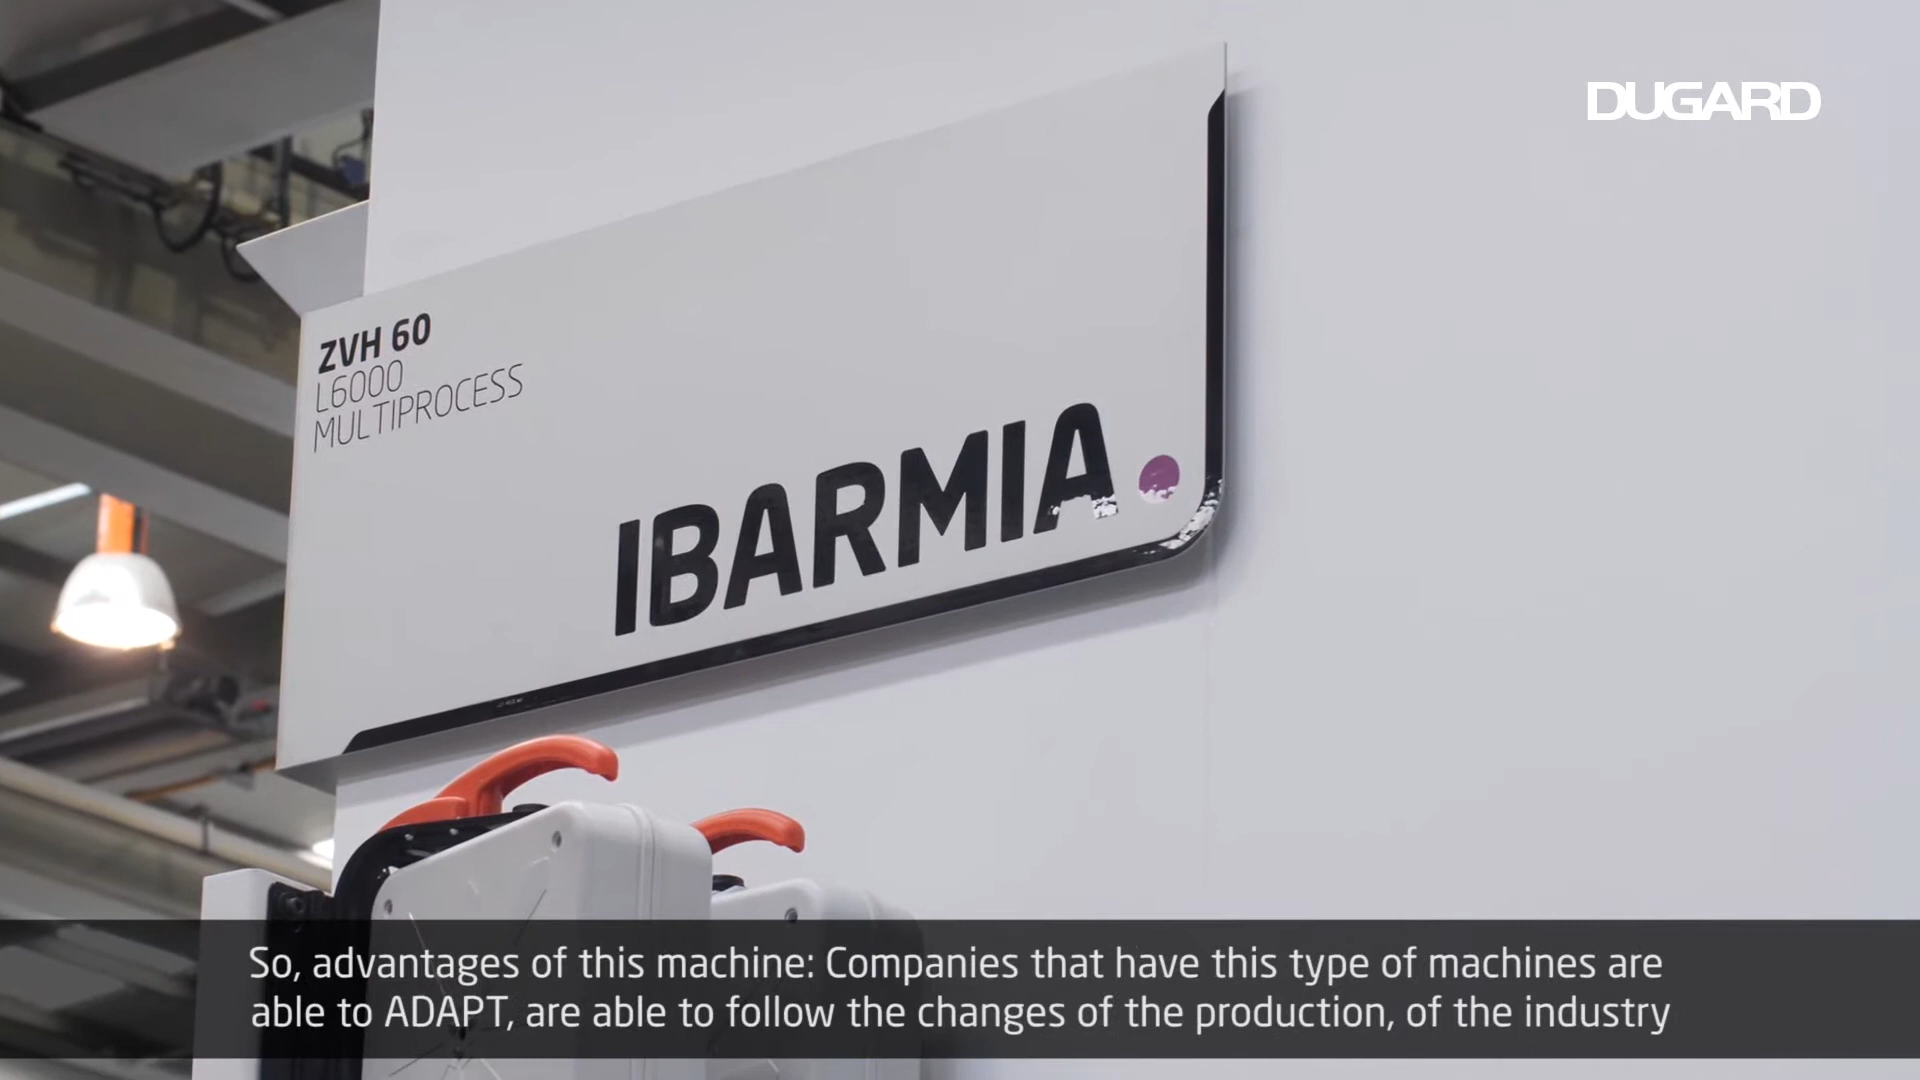 DUGARD
ZVH 60
L6000
MULTIPROCESS
IBARMIA
So, advantages of this machine: Companies that have this type of machines are
able to ADAPT, are able to follow the changes of the production, of the industry